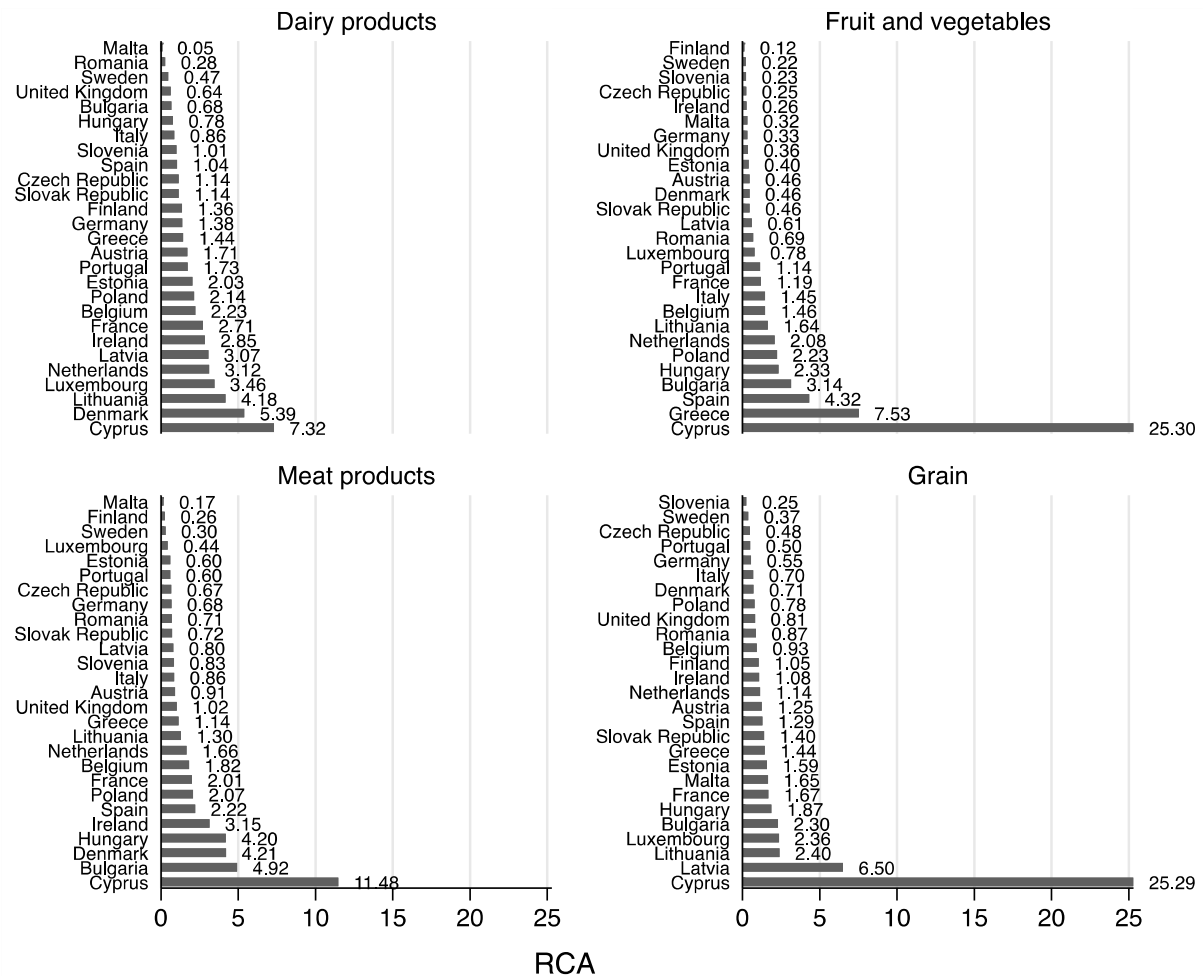 Dairy products
Malta 0.05
Romania 0.28
Sweden 0.47
United Kingdom 0.64
Bulgaria 0.68
Hungary 0.78
Italy 0.86
Slovenia 1.01
Spain 1.04
Czech Republic 1.14
Slovak Republic 1.14
Finland 1.36
Germany 1.38
Greece 1.44
Austria 1.71
Portugal 1.73
Estonia 2.03
Poland 2.14
Belgium 2.23
France 2.71
Ireland 2.85
Latvia 3.07
Netherlands 3.12
Luxembourg 3.46
Lithuania 4.18
Denmark 5.39
Cyprus 7.32
Fruit and vegetables
Finland 0.12
Sweden 0.22
Slovenia 0.23
Czech Republic 0.25
Ireland 0.26
Malta 0.32
Germany 0.33
United Kingdom 0.36
Estonia 0.40
Austria 0.46
Denmark 0.46
Slovak Republic 0.46
Latvia 0.61
Romania 0.69
Luxembourg 0.78
Portugal 1.14
France 1.19
Italy 1.45
Belgium 1.46
Lithuania 1.64
Netherlands 2.08
Poland 2.23
Hungary 2.33
Bulgaria 3.14
Spain 4.32
Greece 7.53
Cyprus 25.30
Meat products
Malta 0.17
Finland 0.26
Sweden 0.30
Luxembourg 0.44
Estonia 0.60
Portugal 0.60
Czech Republic 0.67
Germany 0.68
Romania 0.71
Slovak Republic 0.72
Latvia 0.80
Slovenia 0.83
Italy 0.86
Austria 0.91
United Kingdom 1.02
Greece 1.14
Lithuania 1.30
Netherlands 1.66
Belgium 1.82
France 2.01
Poland 2.07
Spain 2.22
Ireland 3.15
Hungary 4.20
Denmark 4.21
Bulgaria 4.92
Cyprus 11.48
0 5 10 15 20 25
Grain
Slovenia 0.25
Sweden 0.37
Czech Republic 0.48
Portugal 0.50
Germany 0.55
Italy 0.70
Denmark 0.71
Poland 0.78
United Kingdom 0.81
Romania 0.87
Belgium 0.93
Finland 1.05
Ireland 1.08
Netherlands 1.14
Austria 1.25
Spain 1.29
Slovak Republic 1.40
Greece 1.44
Estonia 1.59
Malta 1.65
France 1.67
Hungary 1.87
Bulgaria 2.30
Luxembourg 2.36
Lithuania 2.40
Latvia 6.50
Cyprus 25.29
0 5 10 15 20 25
RCA